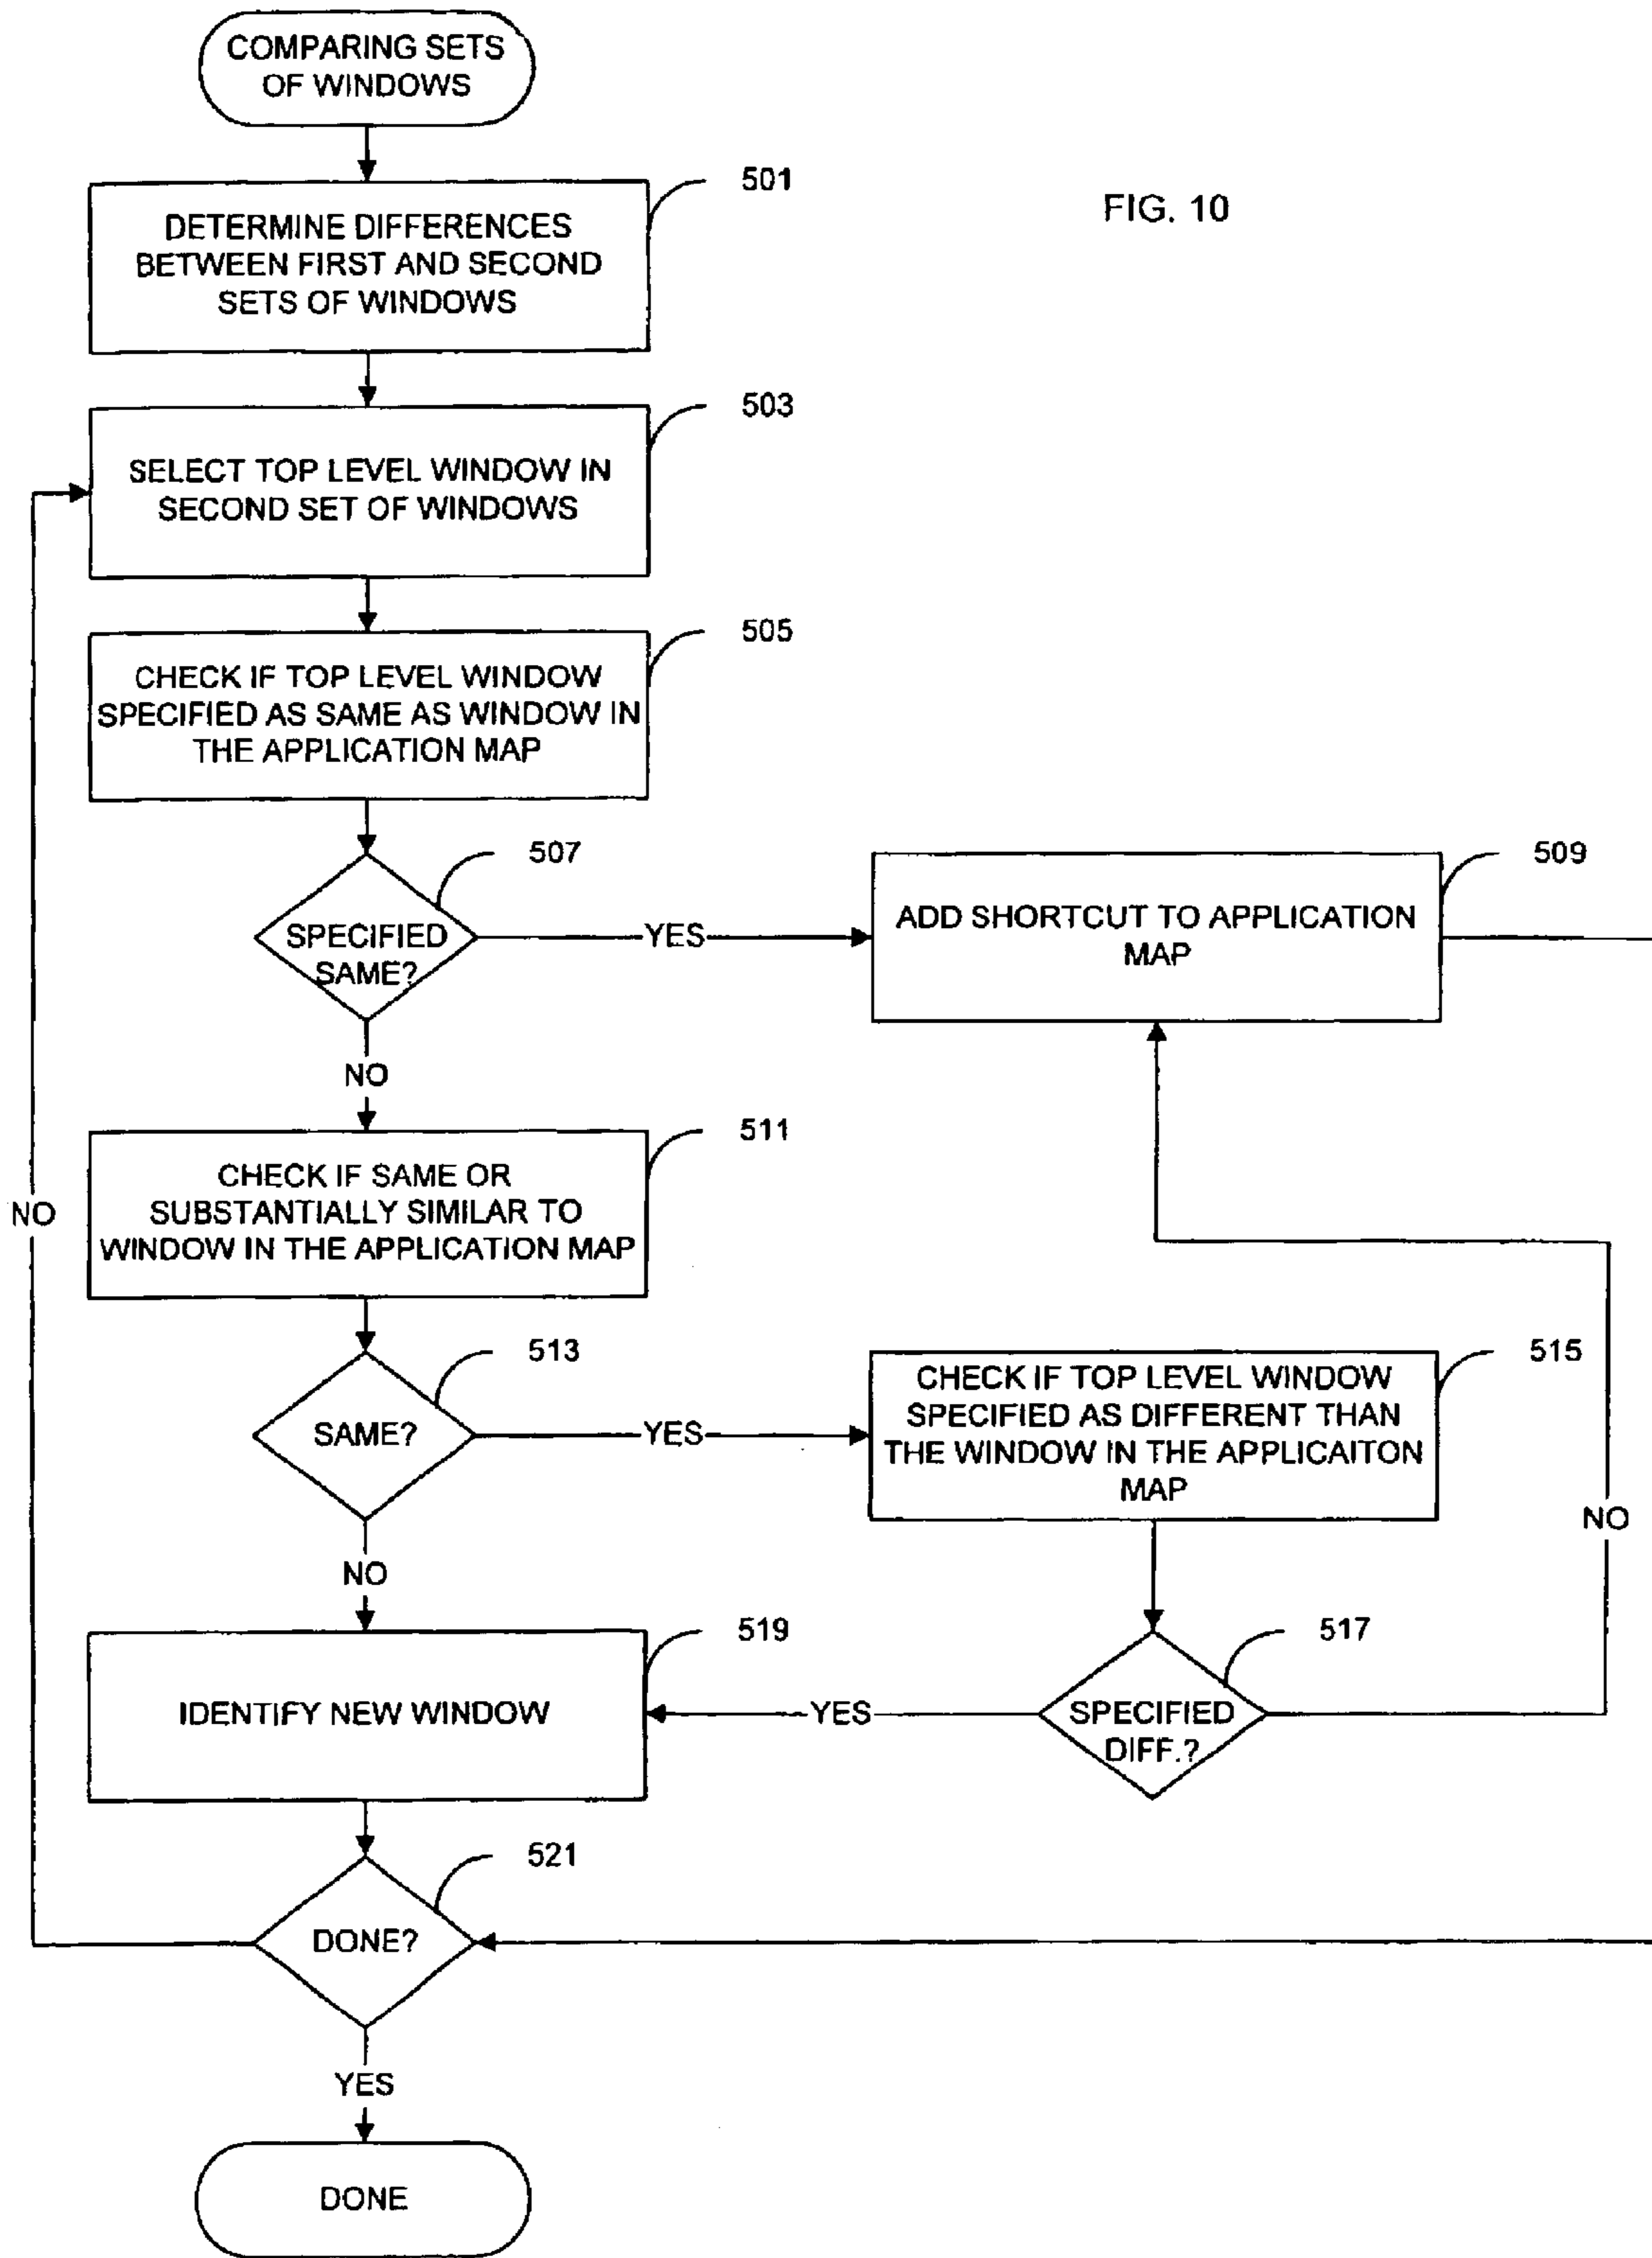 COMPARING SETS
OF WINDOWS
501
FIG. 10
DETERMINE DIFFERENCES
BETWEEN FIRST AND SECOND
SETS OF WINDOWS
503
SELECT TOP LEVEL WINDOW IN
SECOND SET OF WINDOWS
505
CHECK IF TOP LEVEL WINDOW
SPECIFIED AS SAME AS WINDOW IN
THE APPLICATION MAP
507
SPECIFIED
SAME?
YES
509
ADD SHORTCUT TO APPLICATION
MAP
NO
511
CHECK IF SAME OR
SUBSTANTIALLY SIMILAR TO
WINDOW IN THE APPLICATION MAP
NO
513
SAME?
YES
515
CHECK IF TOP LEVEL WINDOW
SPECIFIED AS DIFFERENT THAN
THE WINDOW IN THE APPLICAITON
MAP
NO
NO
519
IDENTIFY NEW WINDOW
517
SPECIFIED
DIFF.?
YES
521
DONE?
YES
DONE